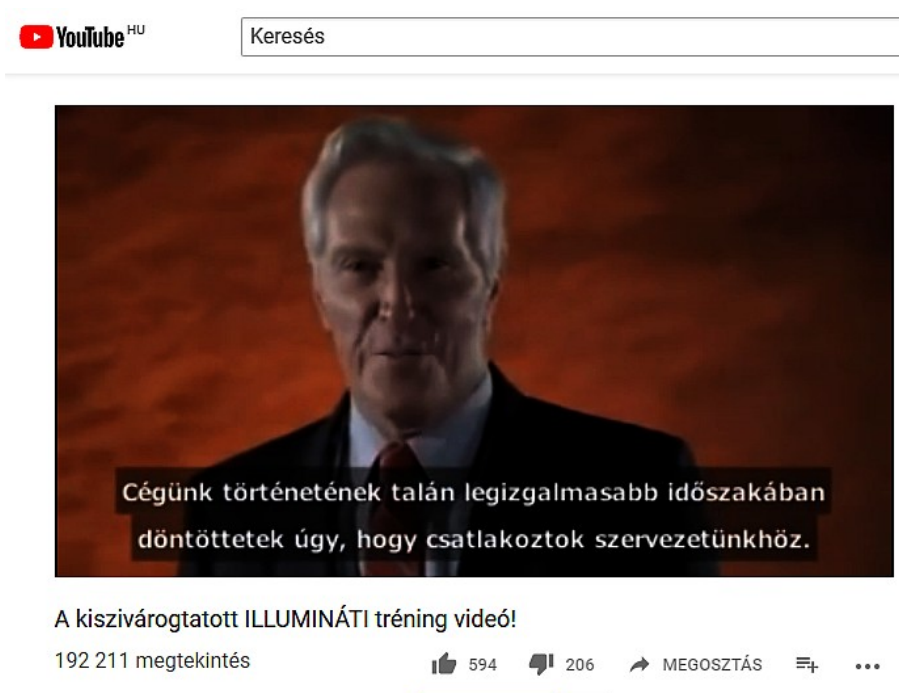 YouTube HU
Keresés
Cégünk történetének talán legizgalmasabb időszakában
döntöttetek úgy, hogy csatlakoztok szervezetünkhöz.
A kiszivárogtatott ILLUMINÁTI tréning videó!
192 211 megtekintés
594
206
MEGOSZTÁS